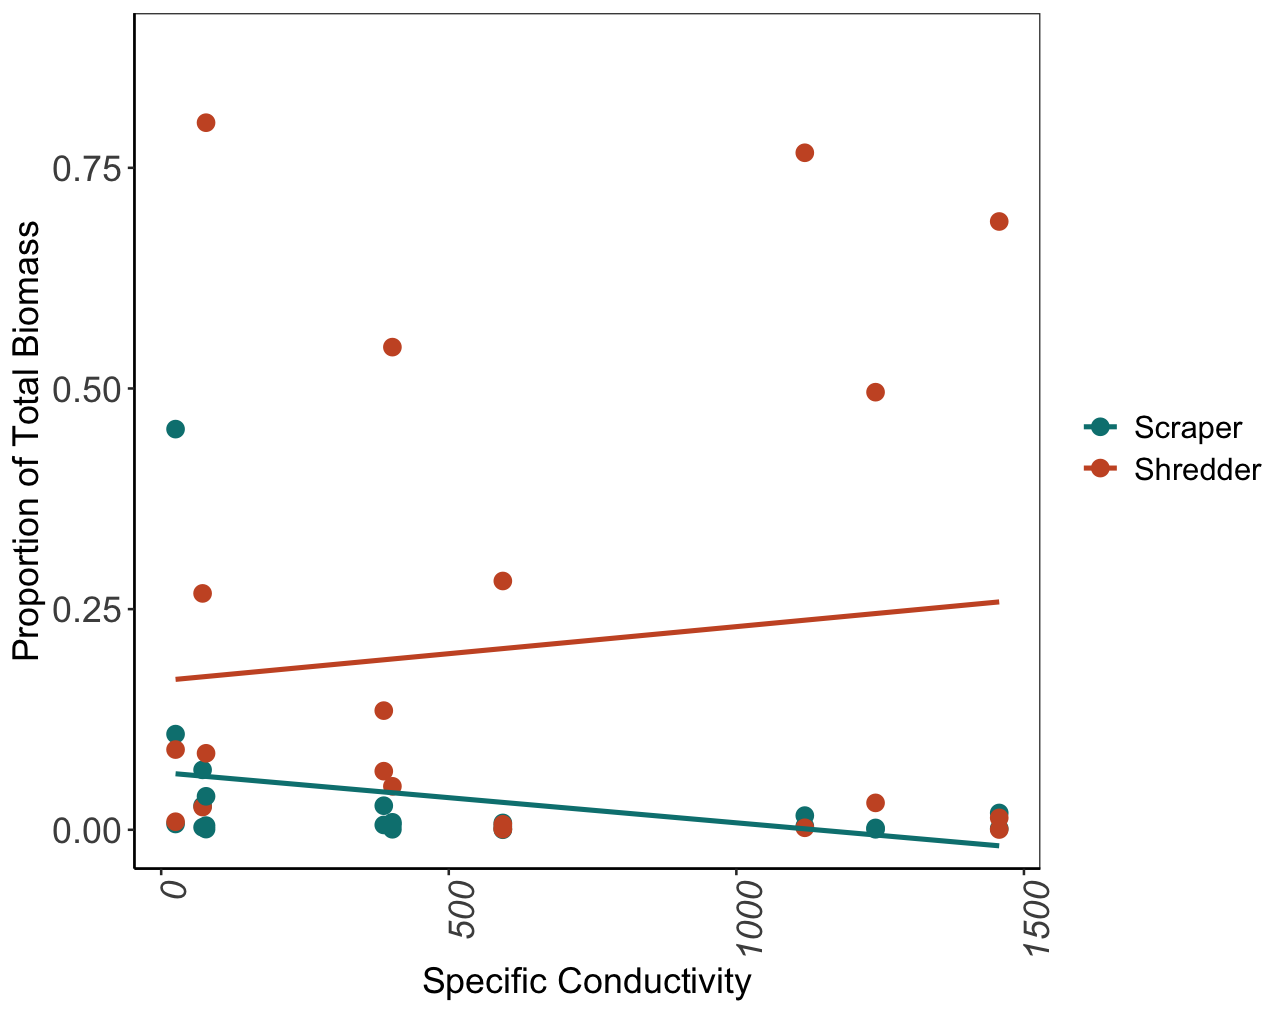 Proportion of Total Biomass
0.75
0.50
0.25
0.00
0
500
1000
1500
Specific Conductivity
Scraper
Shredder